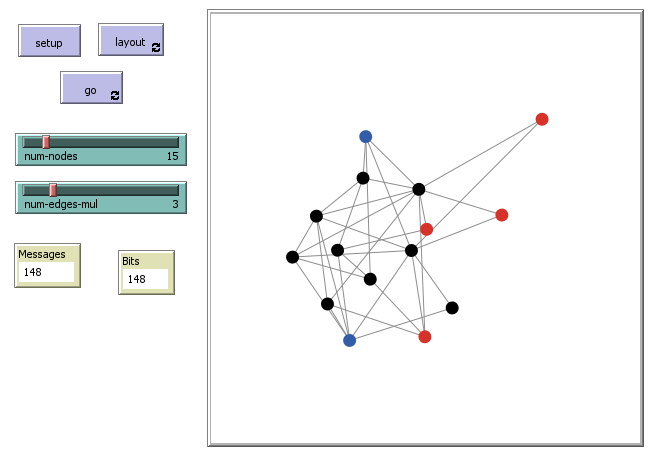 setup
layout
go
num-nodes 15
num-edges-mul 3
Messages
148
Bits
148